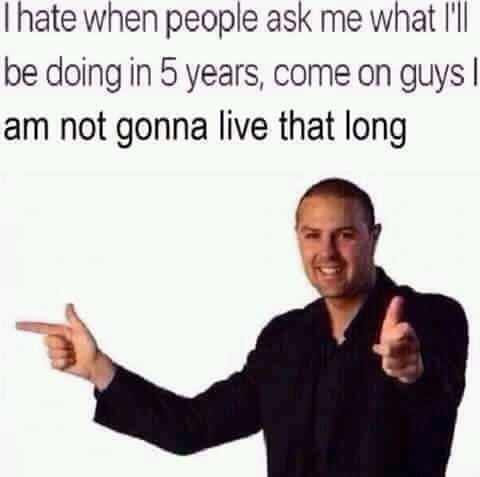 I hate when people ask me what I'll
be doing in 5 years, come on guys I
am not gonna live that long